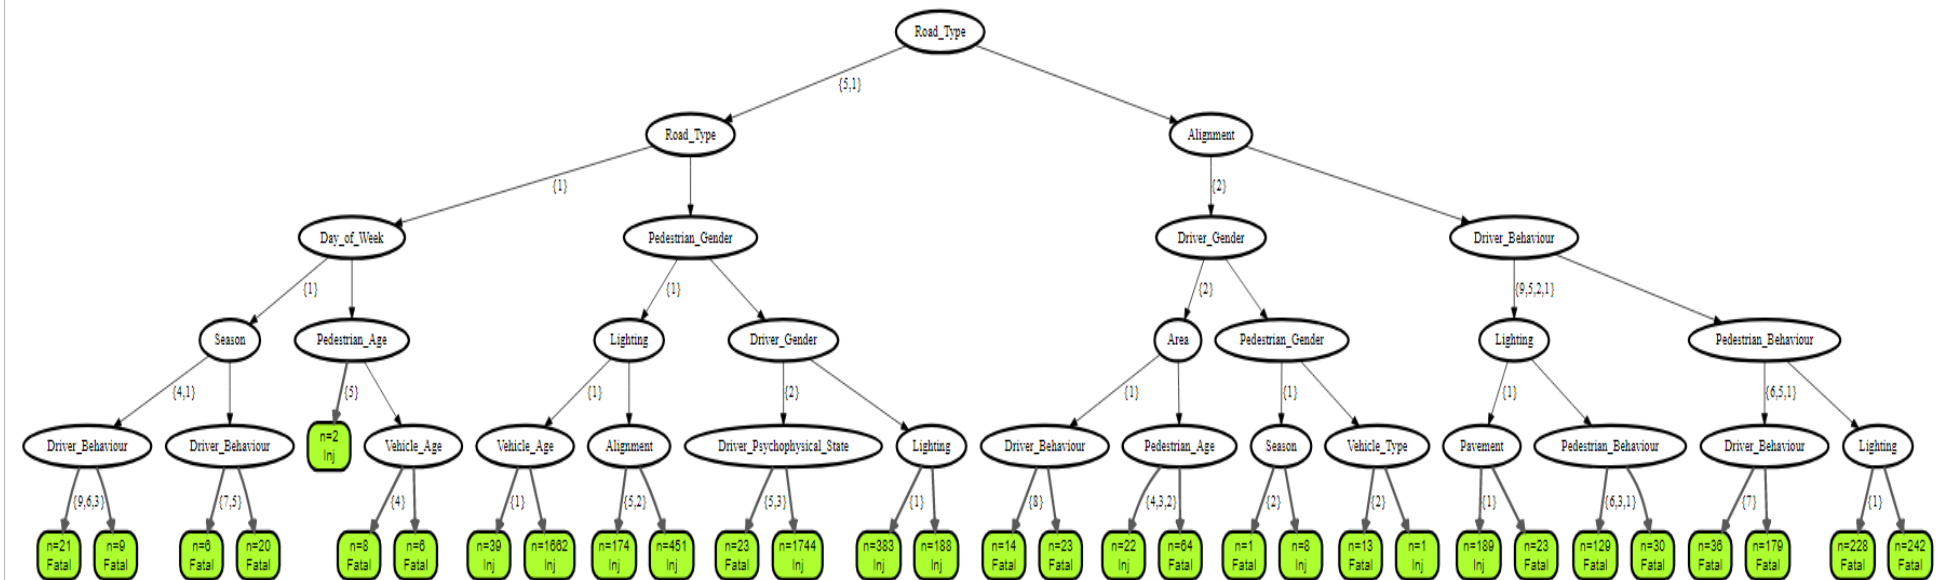 Road_Type
{5,1}
Road_Type
Alignment
{1}
{2}
Day_of_Week
Pedestrian_Gender
Driver_Gender
Driver_Behaviour
{1}
{1}
{2}
{9,5,2,1}
Season
Pedestrian_Age
Lighting
Driver_Gender
Area
Pedestrian_Gender
Lighting
Pedestrian_Behaviour
{4,1}
{5}
{1}
{2}
{1}
{1}
{1}
{6,5,1}
Driver_Behaviour
Driver_Behaviour
n=2
Inj
Vehicle_Age
Vehicle_Age
Alignment
Driver_Psychophysical_State
Lighting
Driver_Behaviour
Pedestrian_Age
Season
Vehicle_Type
Pavement
Pedestrian_Behaviour
Driver_Behaviour
Lighting
{9,6,3}
{7,5}
{4}
{1}
{5,2}
{5,3}
{1}
{8}
{4,3,2}
{2}
{2}
{1}
{6,3,1}
{7}
{1}
n=21
Fatal
n=9
Fatal
n=6
Fatal
n=20
Fatal
n=8
Fatal
n=6
Fatal
n=39
Inj
n=1662
Inj
n=174
Inj
n=451
Inj
n=23
Fatal
n=1744
Inj
n=383
Inj
n=188
Inj
n=14
Fatal
n=23
Fatal
n=22
Inj
n=64
Fatal
n=1
Fatal
n=8
Inj
n=13
Fatal
n=1
Inj
n=189
Inj
n=23
Fatal
n=129
Fatal
n=30
Fatal
n=36
Fatal
n=179
Fatal
n=228
Fatal
n=242
Fatal